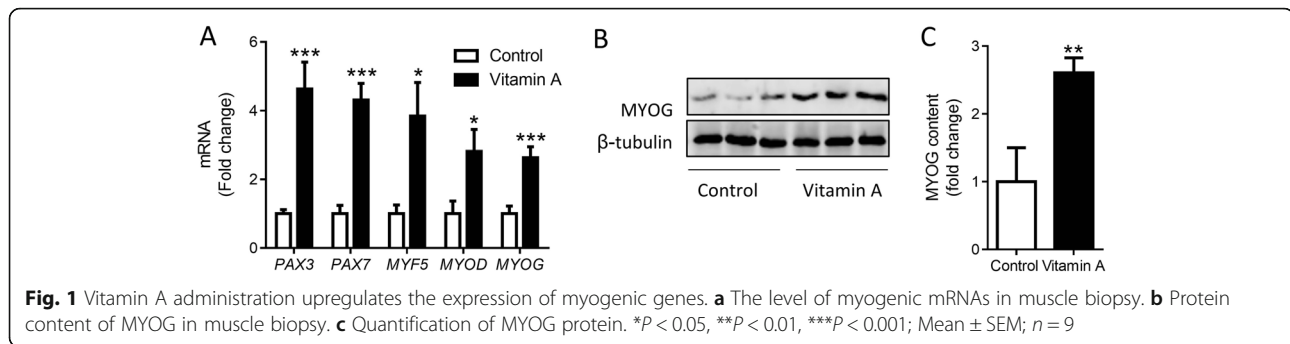 A
mRNA
(Fold change)
6
4
2
0
***
***
*
*
***
Control
Vitamin A
PAX3 PAX7 MYF5 MYOD MYOG
B
MYOG
β-tubulin
Control Vitamin A
C
MYOG content
(fold change)
3
2
1
0
**
Control Vitamin A
Fig. 1 Vitamin A administration upregulates the expression of myogenic genes. a The level of myogenic mRNAs in muscle biopsy. b Protein
content of MYOG in muscle biopsy. c Quantification of MYOG protein. *P < 0.05, **P < 0.01, ***P < 0.001; Mean ± SEM; n = 9